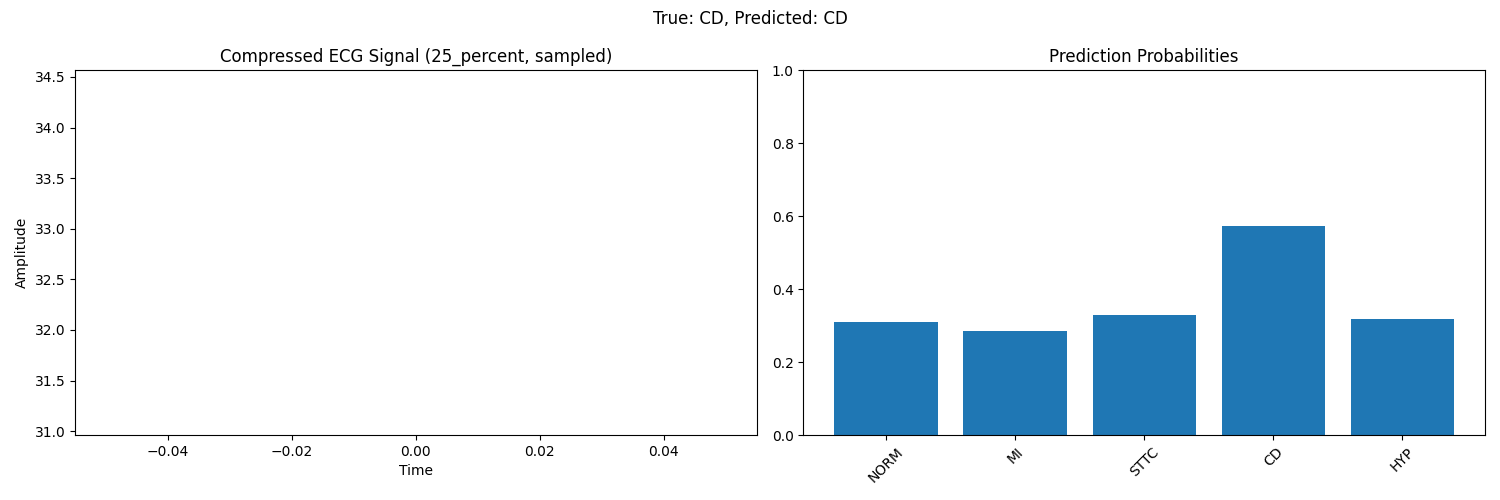 True: CD, Predicted: CD
Compressed ECG Signal (25_percent, sampled)
34.5
34.0
33.5
33.0
32.5
32.0
31.5
31.0
Amplitude
−0.04
−0.02
0.00
0.02
0.04
Time
Prediction Probabilities
1.0
0.8
0.6
0.4
0.2
0.0
NORM
MI
STTC
CD
HYP